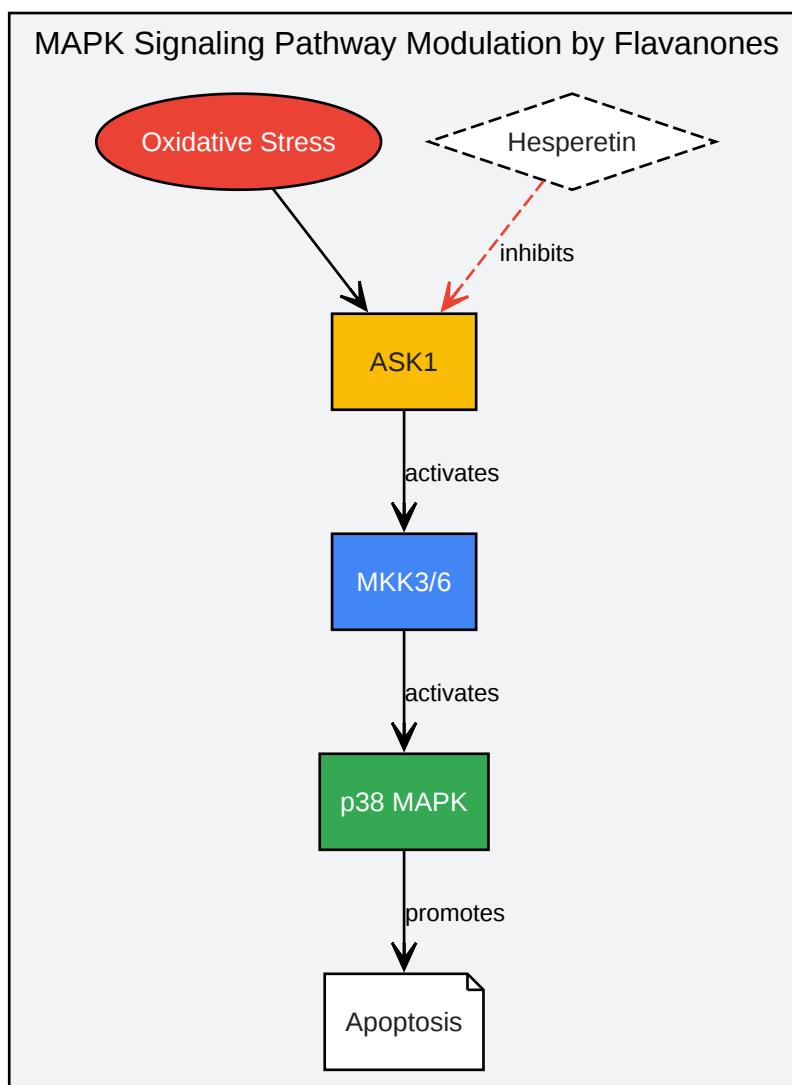 MAPK Signaling Pathway Modulation by Flavanones
Oxidative Stress
Hesperetin
inhibits
ASK1
activates
MKK3/6
activates
p38 MAPK
promotes
Apoptosis